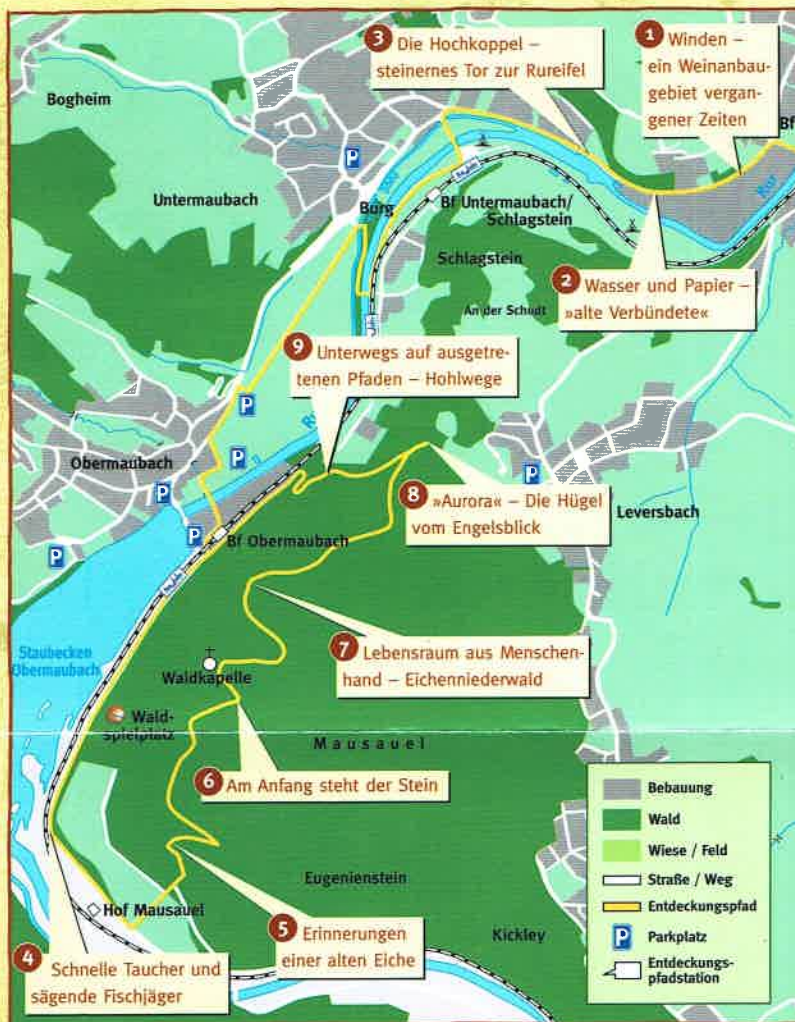 3 Die Hochkoppel –
steinernes Tor zur Rureifel
1 Winden –
ein Weinanbau-
gebiet vergan-
gener Zeiten
Bogheim
P
Bf
Untermaubach
Burg
Bf Untermaubach/
Schlagstein
Rur
Schlagstein
2 Wasser und Papier –
»alte Verbündete«
An der Schudt
9 Unterwegs auf ausgetre-
tenen Pfaden – Hohlwege
P
Obermaubach
P
P
P
P
P
8 »Aurora« – Die Hügel
vom Engelsblick
Leversbach
Bf Obermaubach
Staubecken
Obermaubach
Waldkapelle
7 Lebensraum aus Menschen-
hand – Eichenniederwald
Wald-
spielplatz
Mausauel
6 Am Anfang steht der Stein
Bebauung
Wald
Wiese / Feld
Straße / Weg
Entdeckungspfad
P Parkplatz
Entdeckungs-
pfadstation
Eugenienstein
Hof Mausauel
5 Erinnerungen
einer alten Eiche
Kickley
4 Schnelle Taucher und
sägende Fischjäger